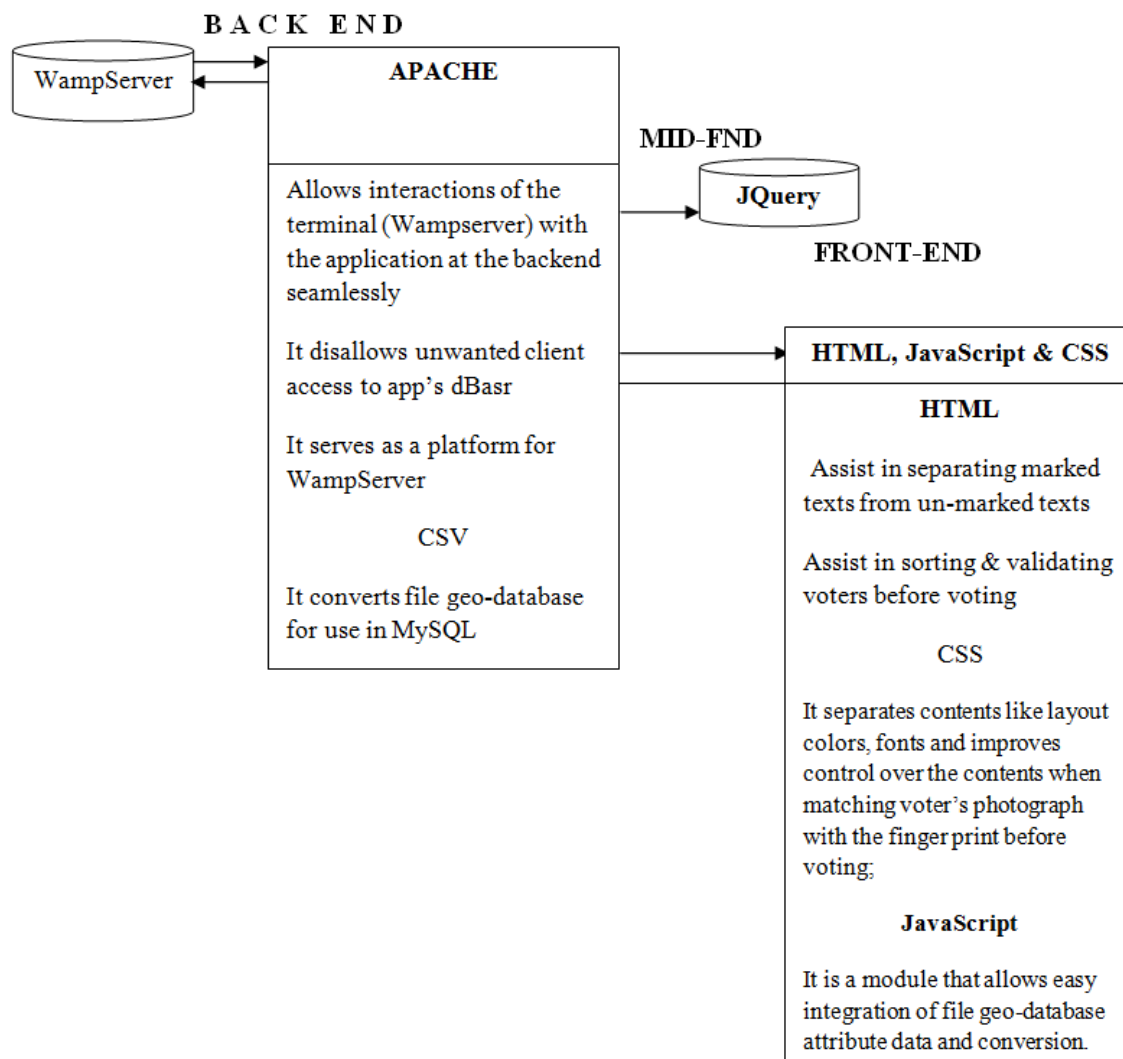 BACK END
WampServer
APACHE
MID-FND
JQuery
Allows interactions of the
terminal (Wampserver) with
the application at the backend
seamlessly
FRONT-END
It disallows unwanted client
access to app's dBasr
It serves as a platform for
WampServer
CSV
It converts file geo-database
for use in MySQL
HTML, JavaScript & CSS
HTML
Assist in separating marked
texts from un-marked texts
Assist in sorting & validating
voters before voting
CSS
It separates contents like layout
colors, fonts and improves
control over the contents when
matching voter's photograph
with the finger print before
voting;
JavaScript
It is a module that allows easy
integration of file geo-database
attribute data and conversion.